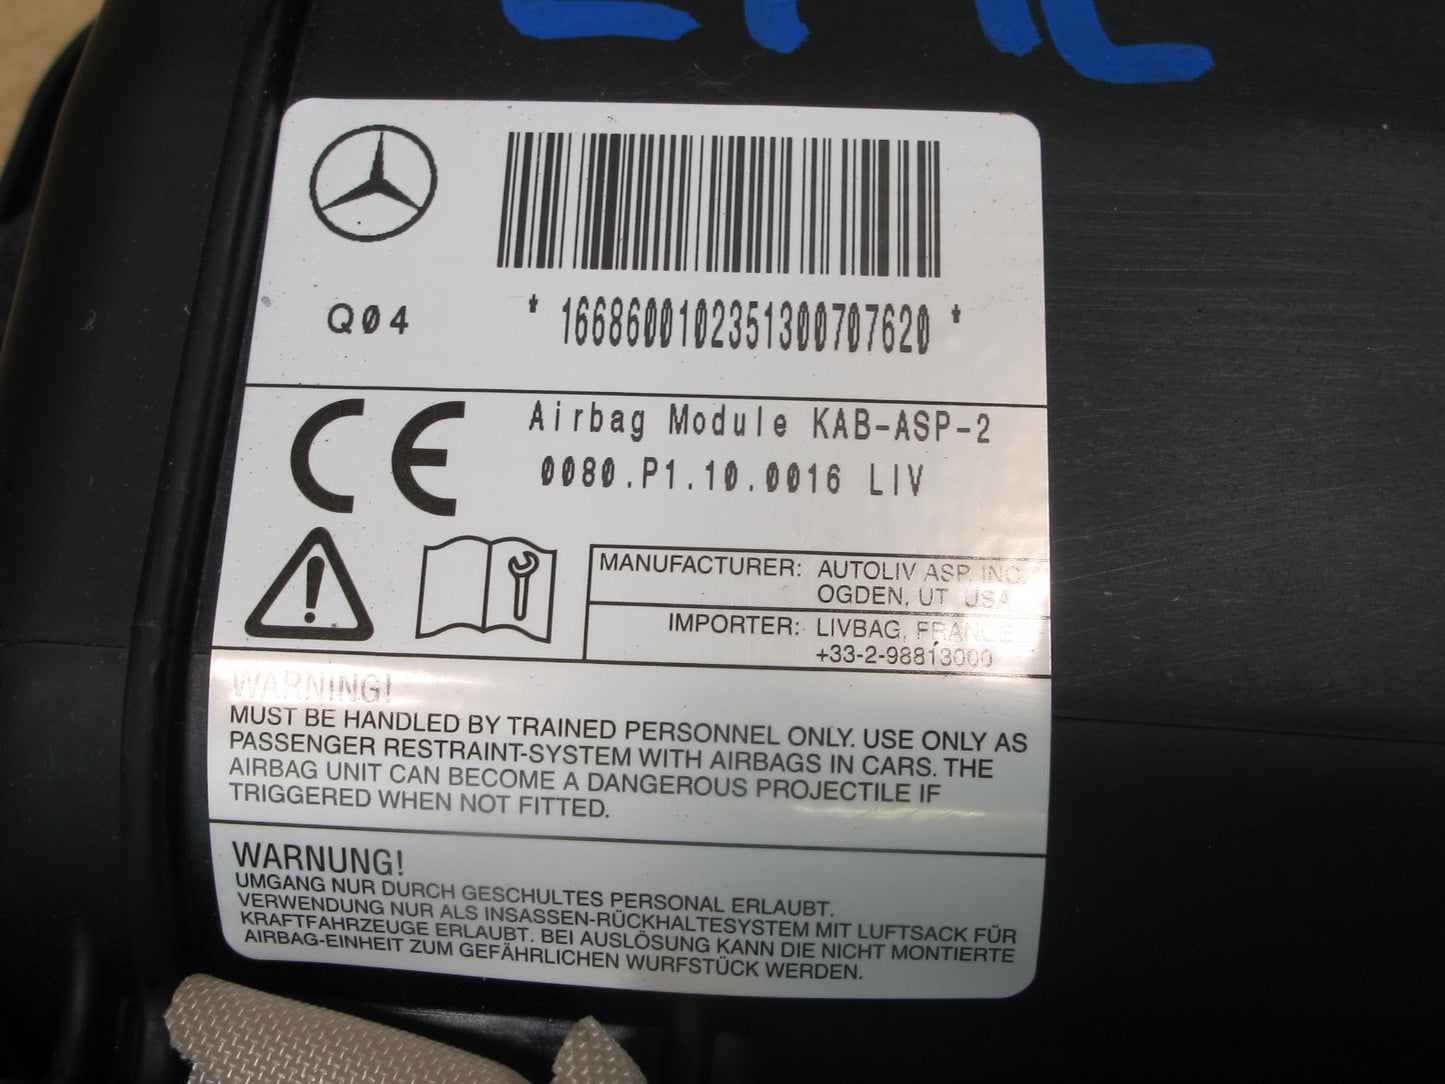 Q04
* 1668600102351300707620 *
CE
Airbag Module KAB-ASP-2
0080.P1.10.0016 LIV
MANUFACTURER: AUTOLIV ASP, INC.
OGDEN, UT USA
IMPORTER: LIVBAG, FRANCE
+33-2-98813000
WARNING!
MUST BE HANDLED BY TRAINED PERSONNEL ONLY. USE ONLY AS
PASSENGER RESTRAINT-SYSTEM WITH AIRBAGS IN CARS. THE
AIRBAG UNIT CAN BECOME A DANGEROUS PROJECTILE IF
TRIGGERED WHEN NOT FITTED.
WARNUNG!
UMGANG NUR DURCH GESCHULTES PERSONAL ERLAUBT.
VERWENDUNG NUR ALS INSASSEN-RÜCKHALTESYSTEM MIT LUFTSACK FÜR
KRAFTFAHRZEUGE ERLAUBT. BEI AUSLÖSUNG KANN DIE NICHT MONTIERTE
AIRBAG-EINHEIT ZUM GEFÄHRLICHEN WURFSTÜCK WERDEN.